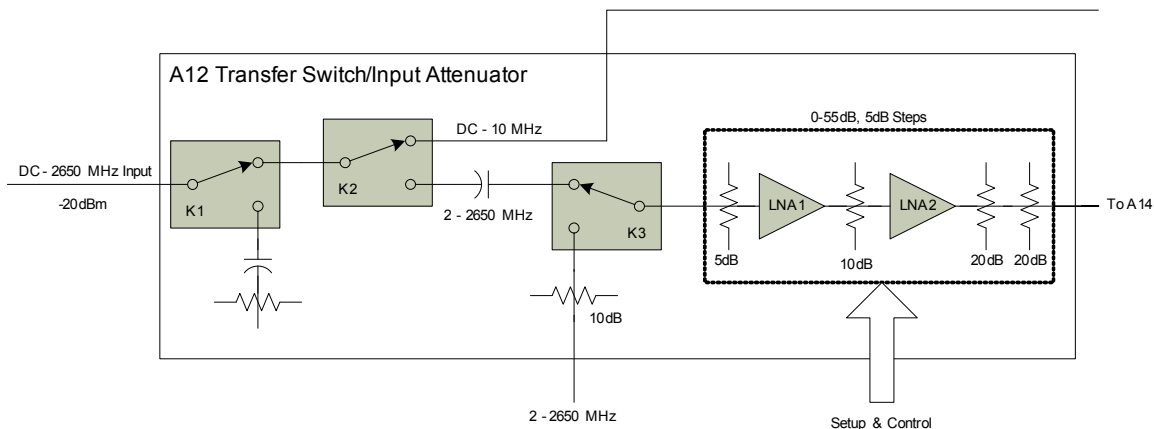 A12 Transfer Switch/Input Attenuator
0-55dB, 5dB Steps
DC - 10 MHz
DC - 2650 MHz Input
-20dBm
K1
K2
2 - 2650 MHz
K3
LNA1
LNA2
To A14
5dB
10dB
20dB
20dB
10dB
2 - 2650 MHz
Setup & Control